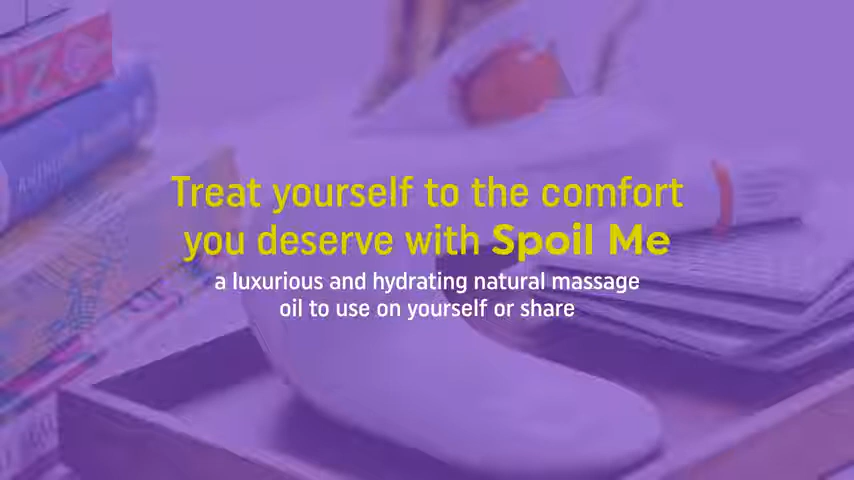 Treat yourself to the comfort
you deserve with Spoil Me
a luxurious and hydrating natural massage
oil to use on yourself or share